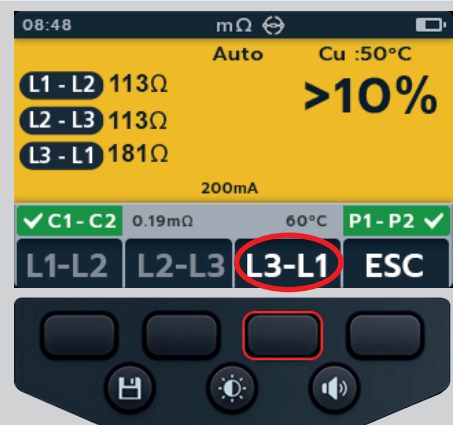 08:48 mΩ
Auto Cu :50°C
L1 - L2 113Ω >10%
L2 - L3 113Ω
L3 - L1 181Ω
200mA
✓ C1 - C2 0.19mΩ 60°C P1 - P2 ✓
L1-L2 L2-L3 L3-L1 ESC